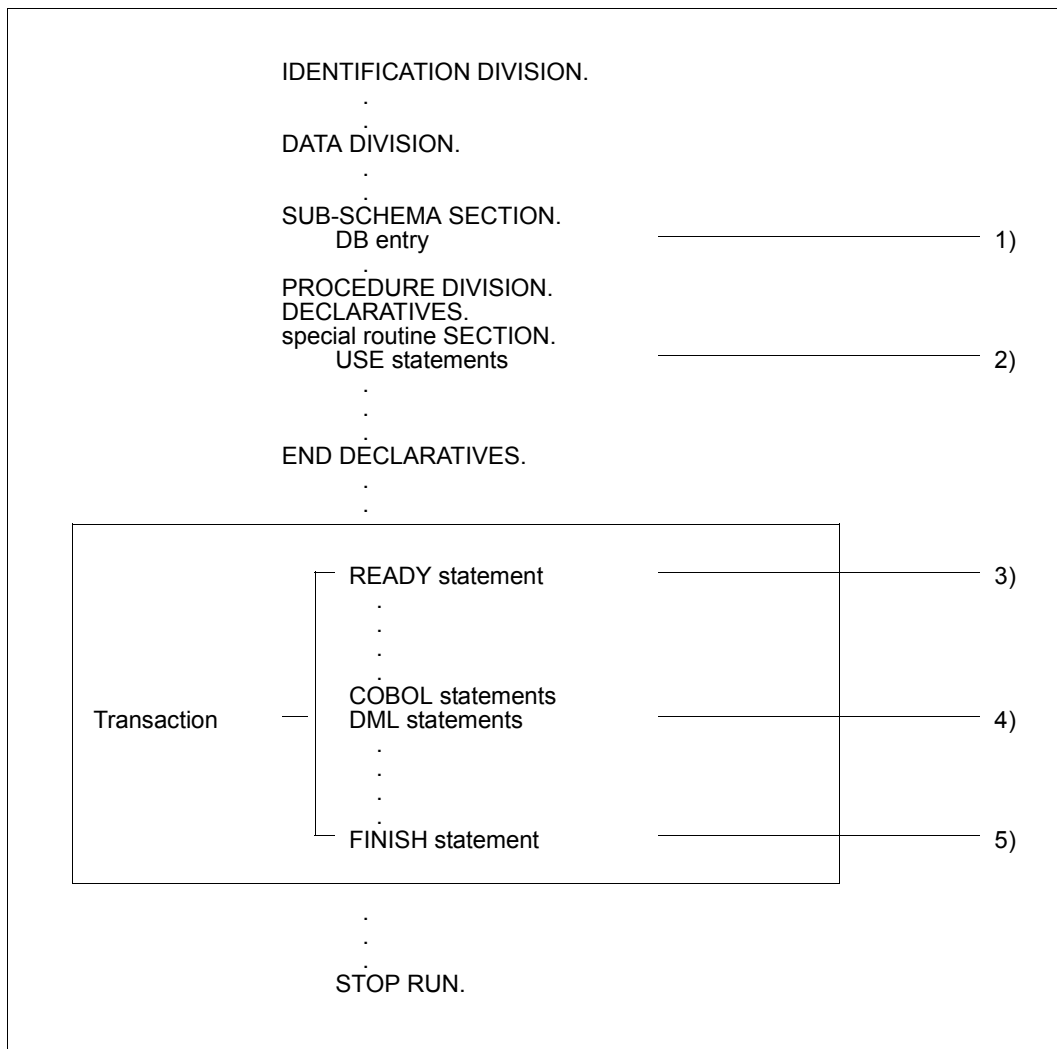 IDENTIFICATION DIVISION.
.
.
DATA DIVISION.
.
.
SUB-SCHEMA SECTION.
DB entry 1)
.
PROCEDURE DIVISION.
DECLARATIVES.
special routine SECTION.
USE statements 2)
.
.
.
END DECLARATIVES.
.
.
READY statement 3)
.
.
.
.
COBOL statements
Transaction DML statements 4)
.
.
.
.
FINISH statement 5)
.
.
.
STOP RUN.